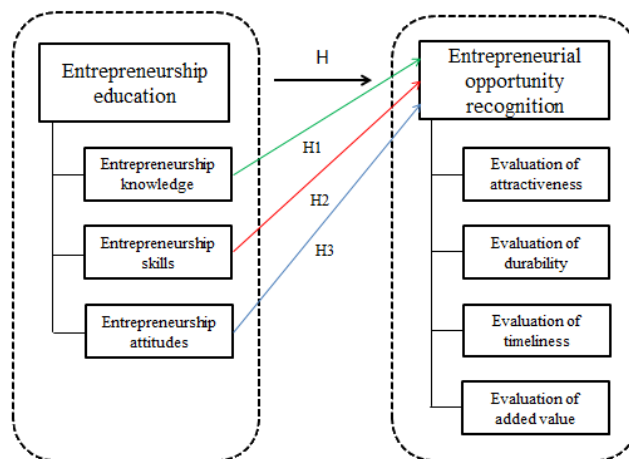 Entrepreneurship
education
H
Entrepreneurial
opportunity
recognition
Entrepreneurship
knowledge
H1
Evaluation of
attractiveness
Entrepreneurship
skills
H2
Evaluation of
durability
H3
Entrepreneurship
attitudes
Evaluation of
timeliness
Evaluation of
added value